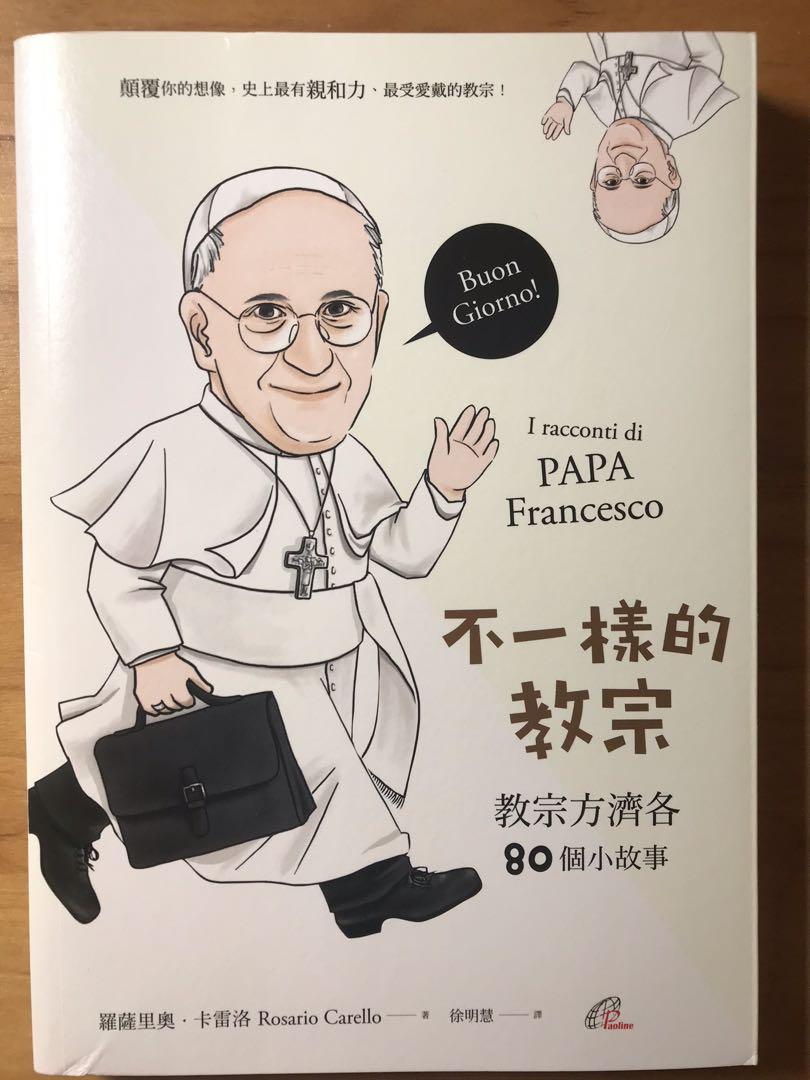 顛覆你的想像，史上最有親和力、最受愛戴的教宗！
Buon
Giorno!
I racconti di
PAPA
Francesco
不一樣的
教宗
教宗方濟各
80個小故事
羅薩里奧·卡雷洛 Rosario Carello——著 徐明慧——譯
Paoline